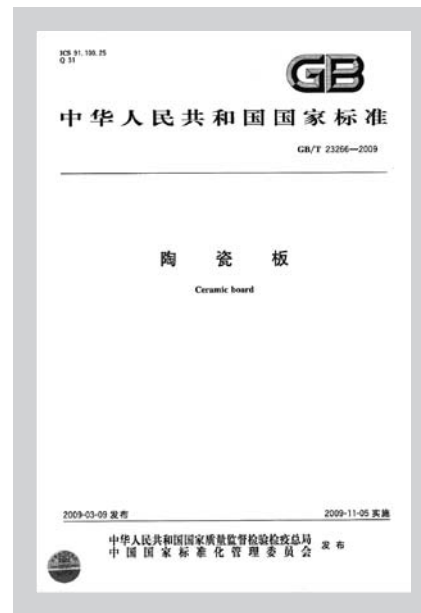 ICS 91.100.25
Q 31
GB
中华人民共和国国家标准
GB/T 23266—2009
陶瓷板
Ceramic board
2009-03-09 发布
2009-11-05 实施
中华人民共和国国家质量监督检验检疫总局
中国国家标准化管理委员会
发布